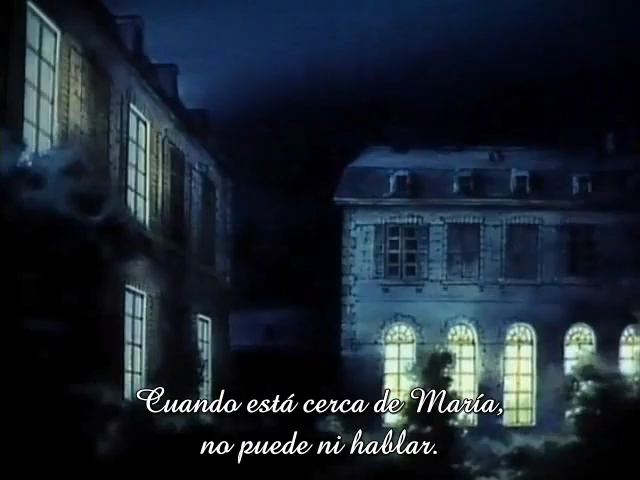 Cuando está cerca de María,
no puede ni hablar.